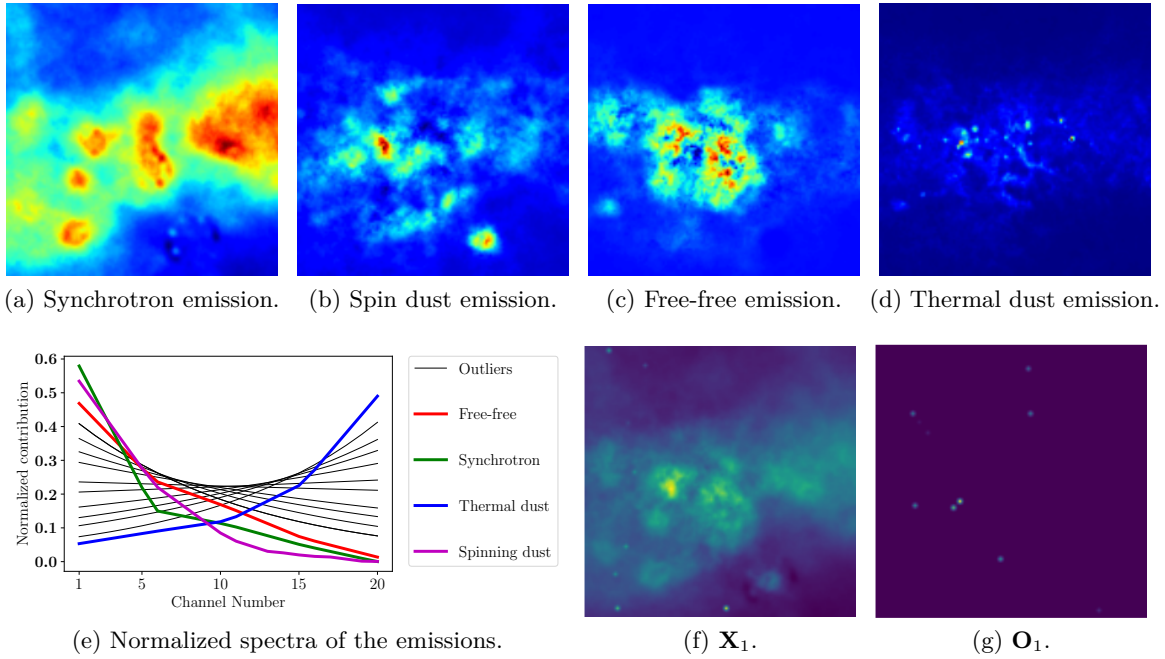 (a) Synchrotron emission.
(b) Spin dust emission.
(c) Free-free emission.
(d) Thermal dust emission.
Normalized contribution
0.6
0.5
0.4
0.3
0.2
0.1
0.0
1 5 10 15 20
Channel Number
Outliers
Free-free
Synchrotron
Thermal dust
Spinning dust
(e) Normalized spectra of the emissions.
(f) X₁.
(g) O₁.